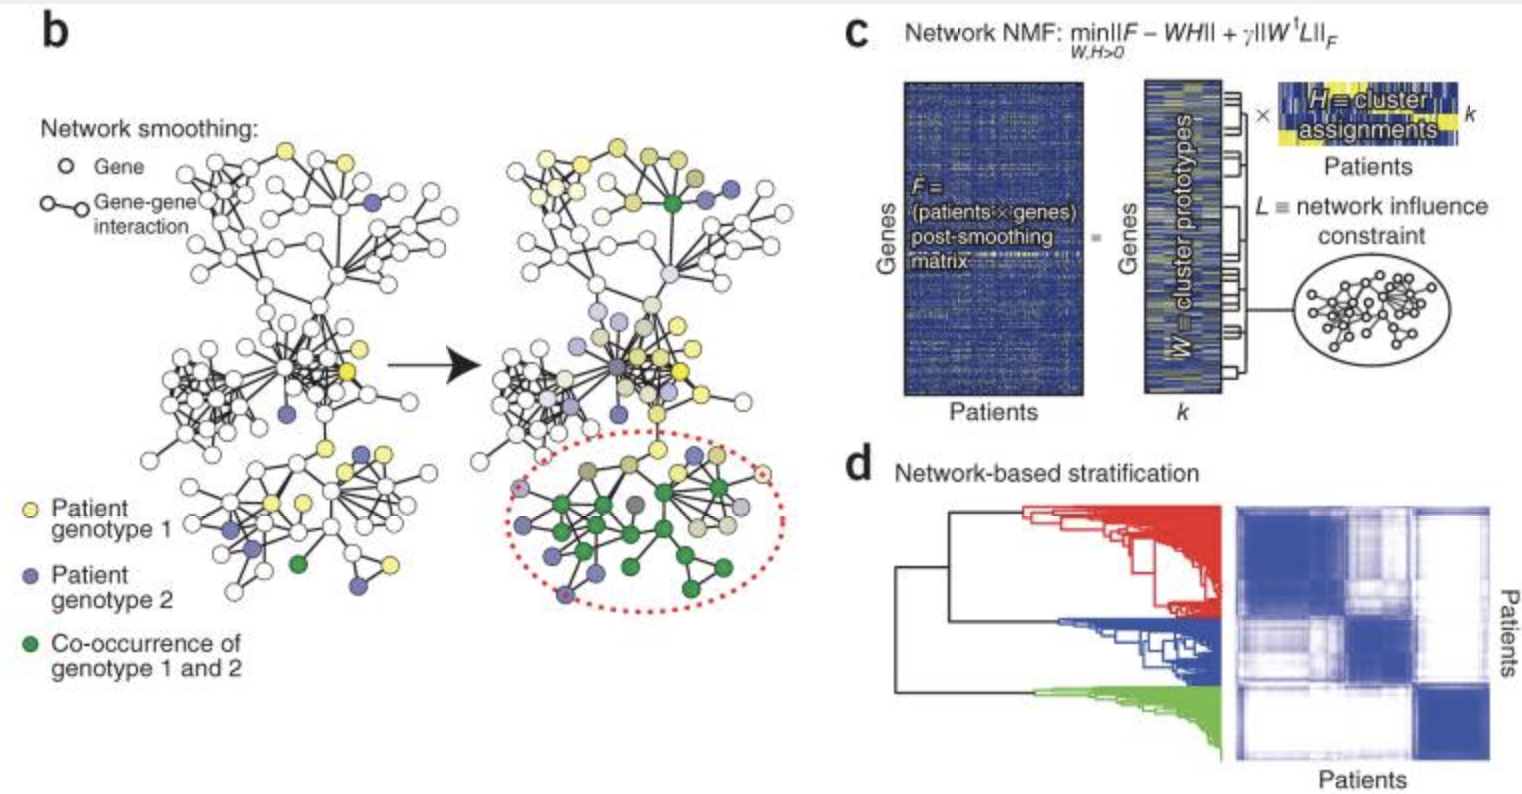 b
Network smoothing:
Gene
Gene-gene
interaction
Patient
genotype 1
Patient
genotype 2
Co-occurrence of
genotype 1 and 2
c
Network NMF: min||F – WH|| + γ||W†L||F
W,H>0
Genes
F ≡
(patients × genes)
post-smoothing
matrix
Patients
=
Genes
W ≡ cluster prototypes
k
×
H ≡ cluster
assignments
k
Patients
L ≡ network influence
constraint
d
Network-based stratification
Patients
Patients